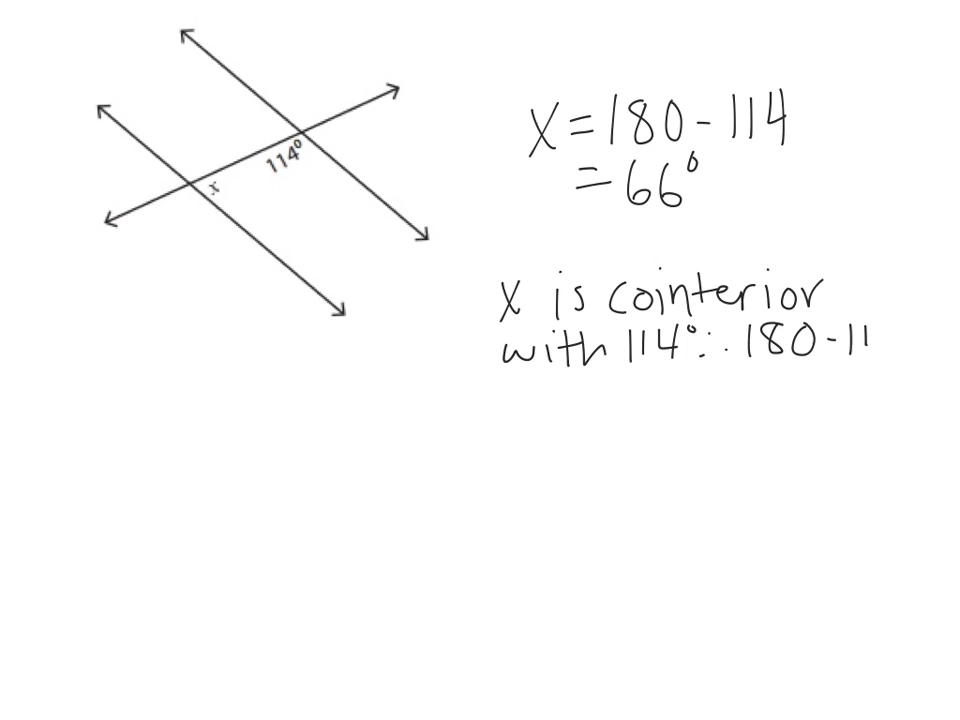 114°
x
x = 180 - 114
= 66°
x is cointerior
with 114° ∴ 180 - 11